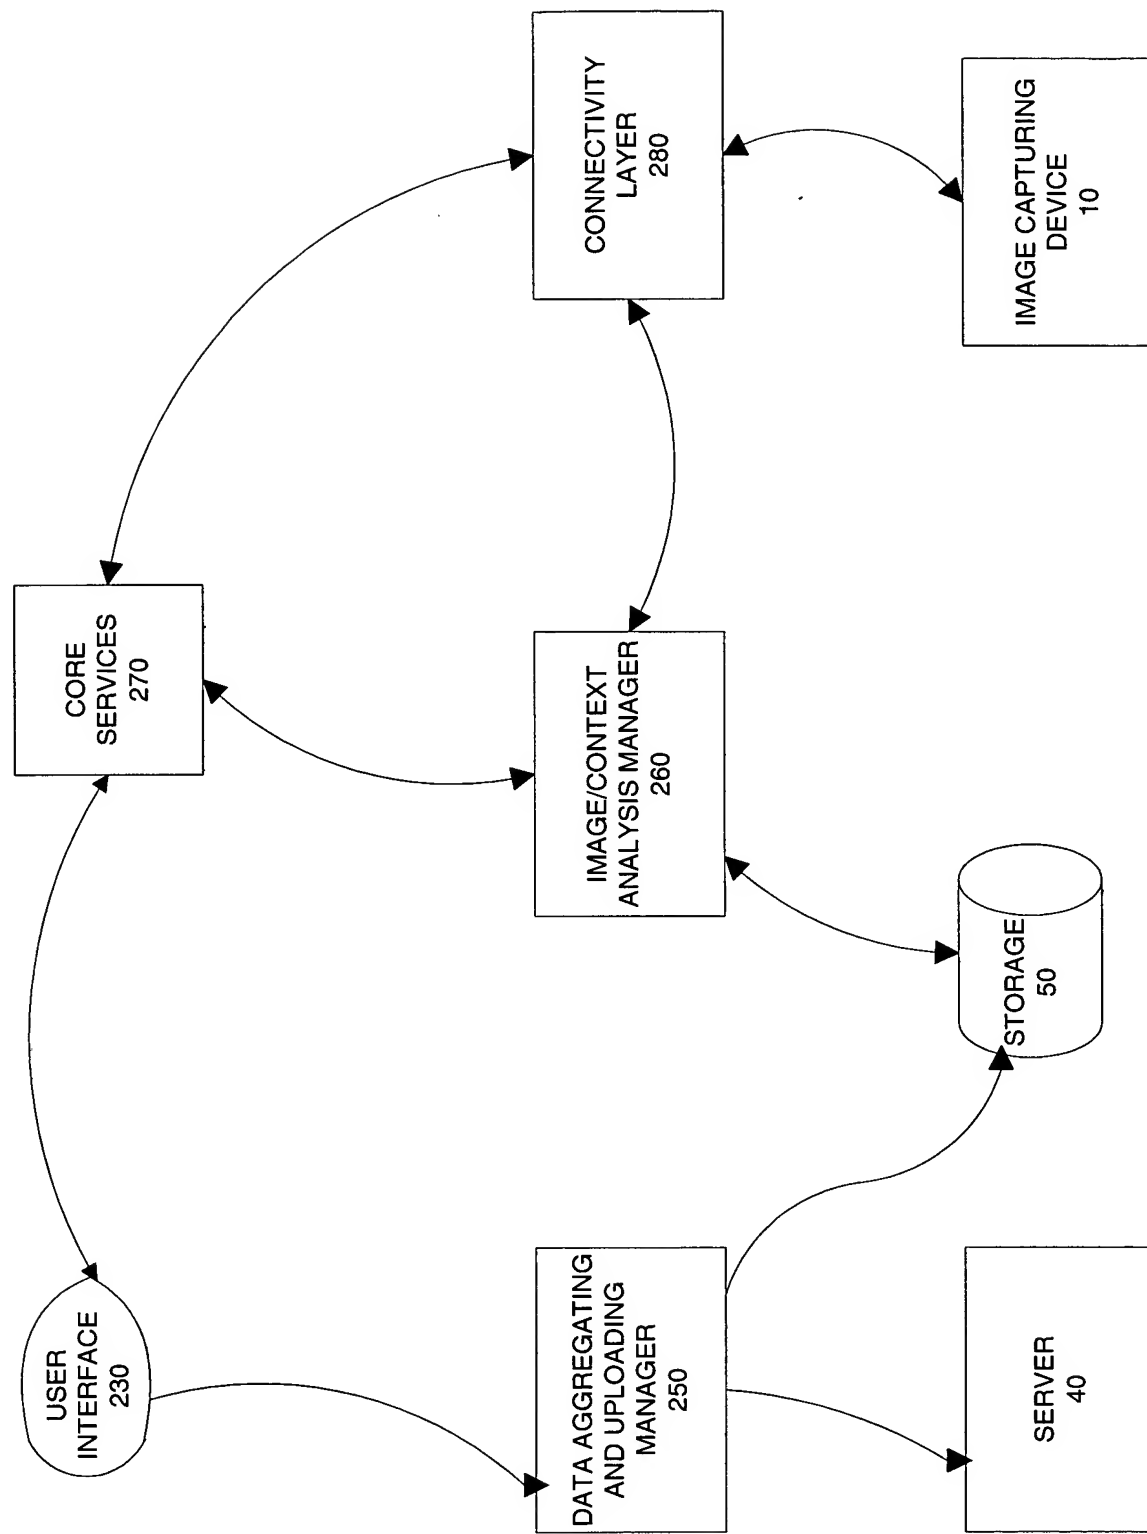 USER
INTERFACE
230
CORE
SERVICES
270
DATA AGGREGATING
AND UPLOADING
MANAGER
250
IMAGE/CONTEXT
ANALYSIS MANAGER
260
CONNECTIVITY
LAYER
280
SERVER
40
STORAGE
50
IMAGE CAPTURING
DEVICE
10